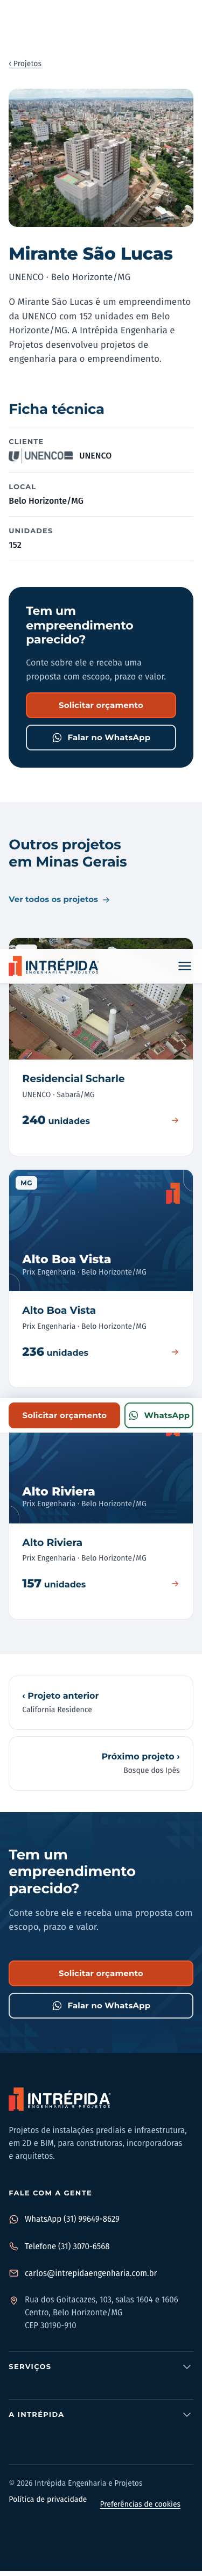 ‹ Projetos
Mirante São Lucas
UNENCO · Belo Horizonte/MG
O Mirante São Lucas é um empreendimento
da UNENCO com 152 unidades em Belo
Horizonte/MG. A Intrépida Engenharia e
Projetos desenvolveu projetos de
engenharia para o empreendimento.
Ficha técnica
CLIENTE
UNENCO UNENCO
LOCAL
Belo Horizonte/MG
UNIDADES
152
Tem um
empreendimento
parecido?
Conte sobre ele e receba uma
proposta com escopo, prazo e valor.
Solicitar orçamento
Falar no WhatsApp
Outros projetos
em Minas Gerais
Ver todos os projetos →
INTRÉPIDA
ENGENHARIA E PROJETOS
Residencial Scharle
UNENCO · Sabará/MG
240 unidades →
MG
Alto Boa Vista
Prix Engenharia · Belo Horizonte/MG
Alto Boa Vista
Prix Engenharia · Belo Horizonte/MG
236 unidades →
Solicitar orçamento
WhatsApp
Alto Riviera
Prix Engenharia · Belo Horizonte/MG
Alto Riviera
Prix Engenharia · Belo Horizonte/MG
157 unidades →
‹ Projeto anterior
California Residence
Próximo projeto ›
Bosque dos Ipês
Tem um
empreendimento
parecido?
Conte sobre ele e receba uma proposta com
escopo, prazo e valor.
Solicitar orçamento
Falar no WhatsApp
INTRÉPIDA
ENGENHARIA E PROJETOS
Projetos de instalações prediais e infraestrutura,
em 2D e BIM, para construtoras, incorporadoras
e arquitetos.
FALE COM A GENTE
WhatsApp (31) 99649-8629
Telefone (31) 3070-6568
carlos@intrepidaengenharia.com.br
Rua dos Goitacazes, 103, salas 1604 e 1606
Centro, Belo Horizonte/MG
CEP 30190-910
SERVIÇOS
A INTRÉPIDA
© 2026 Intrépida Engenharia e Projetos
Política de privacidade
Preferências de cookies